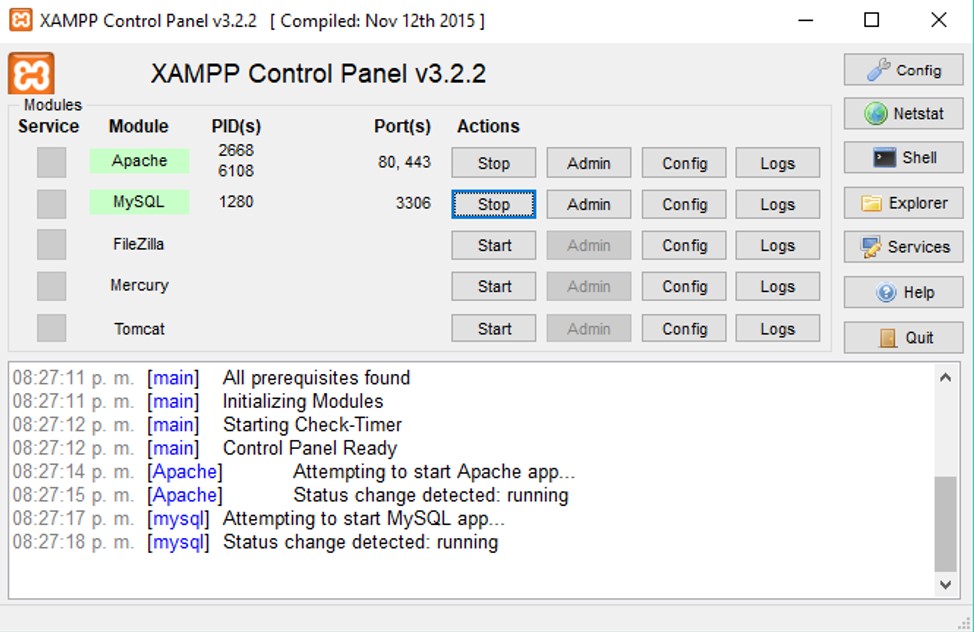 XAMPP Control Panel v3.2.2 [ Compiled: Nov 12th 2015 ]
XAMPP Control Panel v3.2.2
Config
Modules
Service Module PID(s) Port(s) Actions
Netstat
Apache 2668 6108 80, 443 Stop Admin Config Logs
Shell
MySQL 1280 3306 Stop Admin Config Logs
Explorer
FileZilla Start Admin Config Logs
Services
Mercury Start Admin Config Logs
Help
Tomcat Start Admin Config Logs
Quit
08:27:11 p. m. [main] All prerequisites found
08:27:11 p. m. [main] Initializing Modules
08:27:12 p. m. [main] Starting Check-Timer
08:27:12 p. m. [main] Control Panel Ready
08:27:14 p. m. [Apache] Attempting to start Apache app...
08:27:15 p. m. [Apache] Status change detected: running
08:27:17 p. m. [mysql] Attempting to start MySQL app...
08:27:18 p. m. [mysql] Status change detected: running